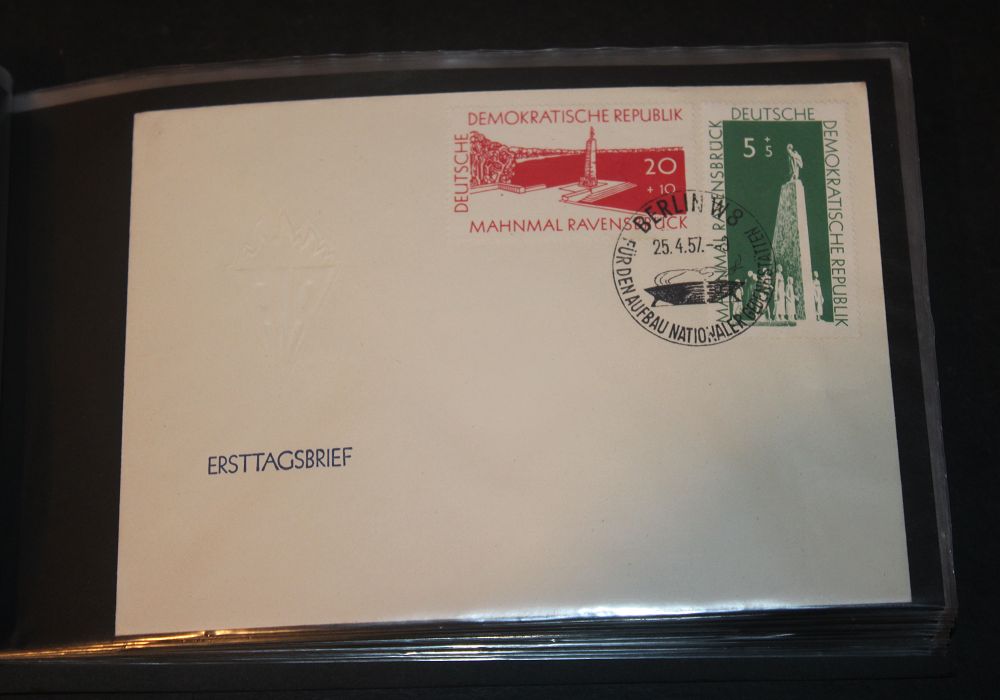 DEMOKRATISCHE REPUBLIK
DEUTSCHE
20
+ 10
MAHNMAL RAVENSBRÜCK
DEUTSCHE
DEMOKRATISCHE REPUBLIK
MAHNMAL RAVENSBRÜCK
5 + 5
BERLIN W8
25.4.57.-
FÜR DEN AUFBAU NATIONALER GEDENKSTÄTTEN
ERSTTAGSBRIEF